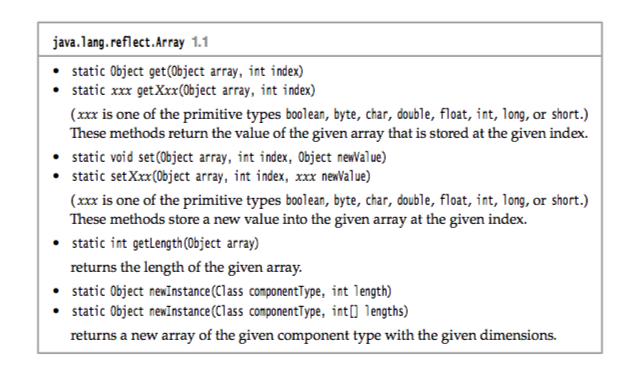 java.lang.reflect.Array 1.1
• static Object get(Object array, int index)
• static xxx getXxx(Object array, int index)
(xxx is one of the primitive types boolean, byte, char, double, float, int, long, or short.)
These methods return the value of the given array that is stored at the given index.
• static void set(Object array, int index, Object newValue)
• static setXxx(Object array, int index, xxx newValue)
(xxx is one of the primitive types boolean, byte, char, double, float, int, long, or short.)
These methods store a new value into the given array at the given index.
• static int getLength(Object array)
returns the length of the given array.
• static Object newInstance(Class componentType, int length)
• static Object newInstance(Class componentType, int[] lengths)
returns a new array of the given component type with the given dimensions.